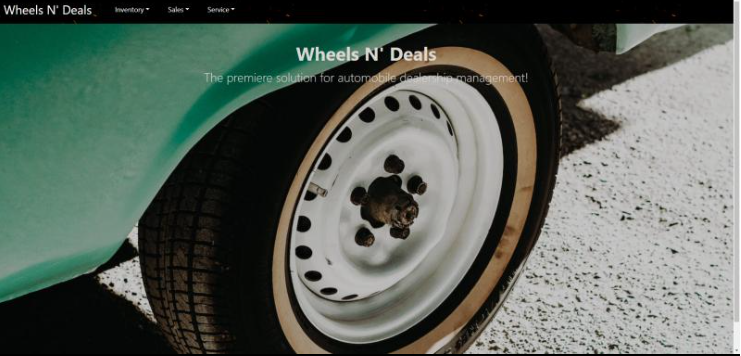 Wheels N' Deals
Inventory Sales Service
Wheels N' Deals
The premiere solution for automobile dealership management!